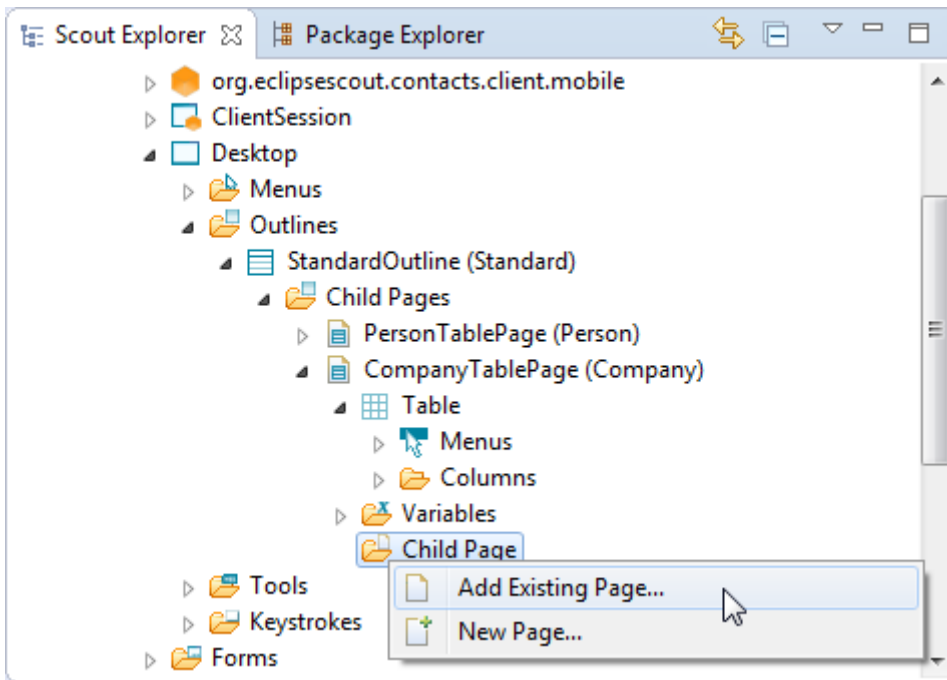 Scout Explorer Package Explorer
org.eclipsescout.contacts.client.mobile
ClientSession
Desktop
Menus
Outlines
StandardOutline (Standard)
Child Pages
PersonTablePage (Person)
CompanyTablePage (Company)
Table
Menus
Columns
Variables
Child Page
Tools
Add Existing Page...
Keystrokes
New Page...
Forms